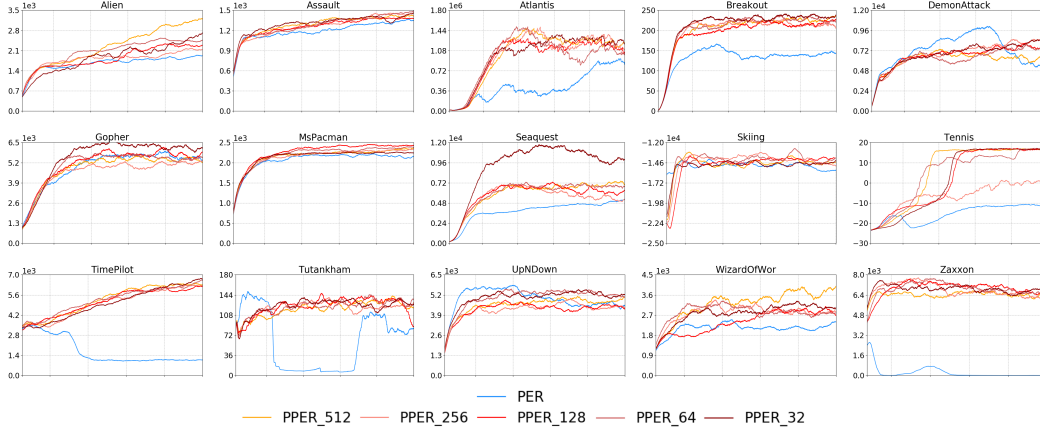 Alien Assault Atlantis Breakout DemonAttack
3.5 1e3 1.5 1e3 1e6 250 1.20 1e4
2.8 1.2 1.44 200 0.96
2.1 0.9 1.08 150 0.72
1.4 0.6 0.72 100 0.48
0.7 0.3 0.36 50 0.24
0.0 0.0 0.00 0 0.00
Gopher MsPacman Seaquest Skiing Tennis
6.5 1e3 2.5 1e3 1.20 1e4 −1.20 1e4 20
5.2 2.0 0.96 −1.46 10
3.9 1.5 0.72 −1.72 0
2.6 1.0 0.48 −1.98 −10
1.3 0.5 0.24 −2.24 −20
0.0 0.0 0.00 −2.50 −30
TimePilot Tutankham UpNDown WizardOfWor Zaxxon
7.0 1e3 180 6.5 1e3 4.5 1e3 8.0 1e3
5.6 144 5.2 3.6 6.4
4.2 108 3.9 2.7 4.8
2.8 72 2.6 1.8 3.2
1.4 36 1.3 0.9 1.6
0.0 0 0.0 0.0 0.0
PER
PPER_512 PPER_256 PPER_128 PPER_64 PPER_32